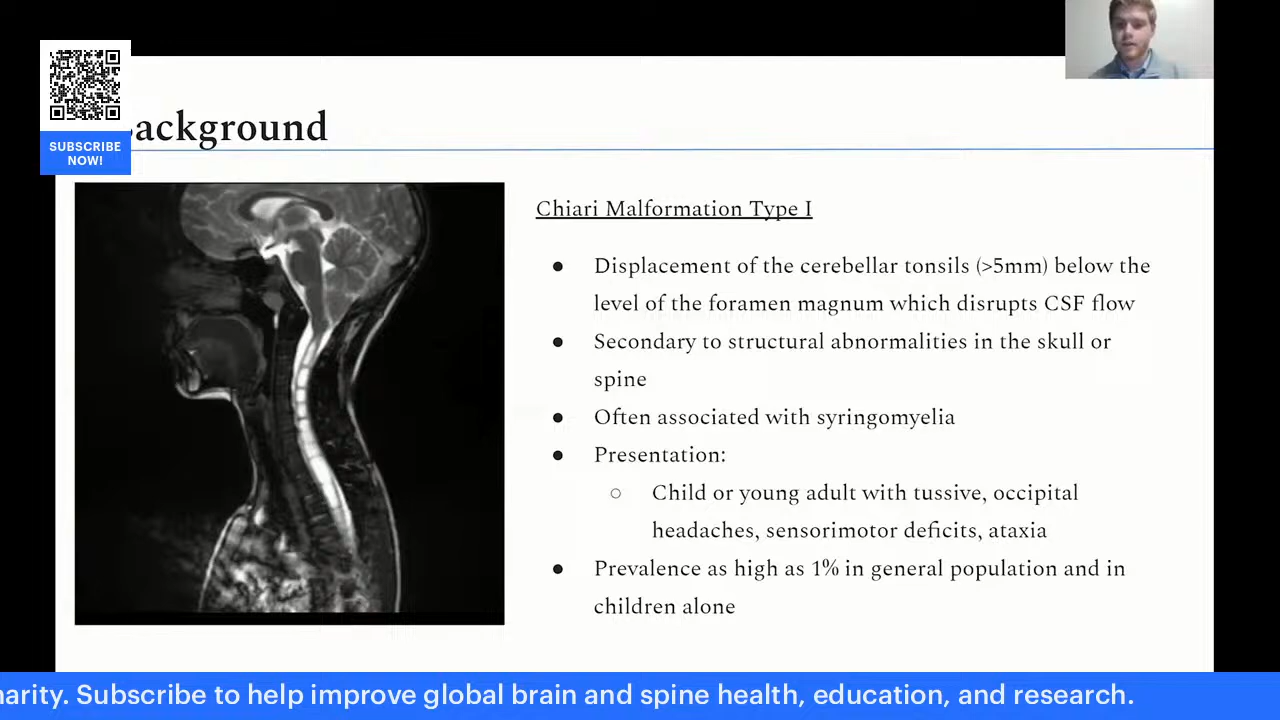 SUBSCRIBE
NOW!
ackground
Chiari Malformation Type I
● Displacement of the cerebellar tonsils (>5mm) below the
level of the foramen magnum which disrupts CSF flow
● Secondary to structural abnormalities in the skull or
spine
● Often associated with syringomyelia
● Presentation:
○ Child or young adult with tussive, occipital
headaches, sensorimotor deficits, ataxia
● Prevalence as high as 1% in general population and in
children alone
harity. Subscribe to help improve global brain and spine health, education, and research.